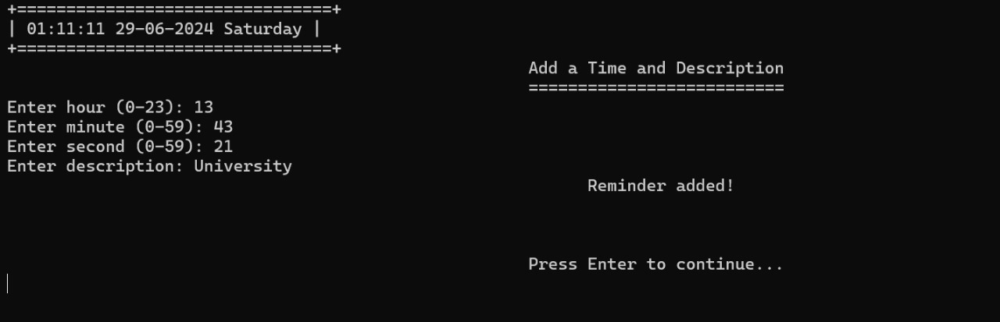 +================================+
| 01:11:11 29-06-2024 Saturday |
+================================+
Add a Time and Description
==========================
Enter hour (0-23): 13
Enter minute (0-59): 43
Enter second (0-59): 21
Enter description: University
Reminder added!
Press Enter to continue...